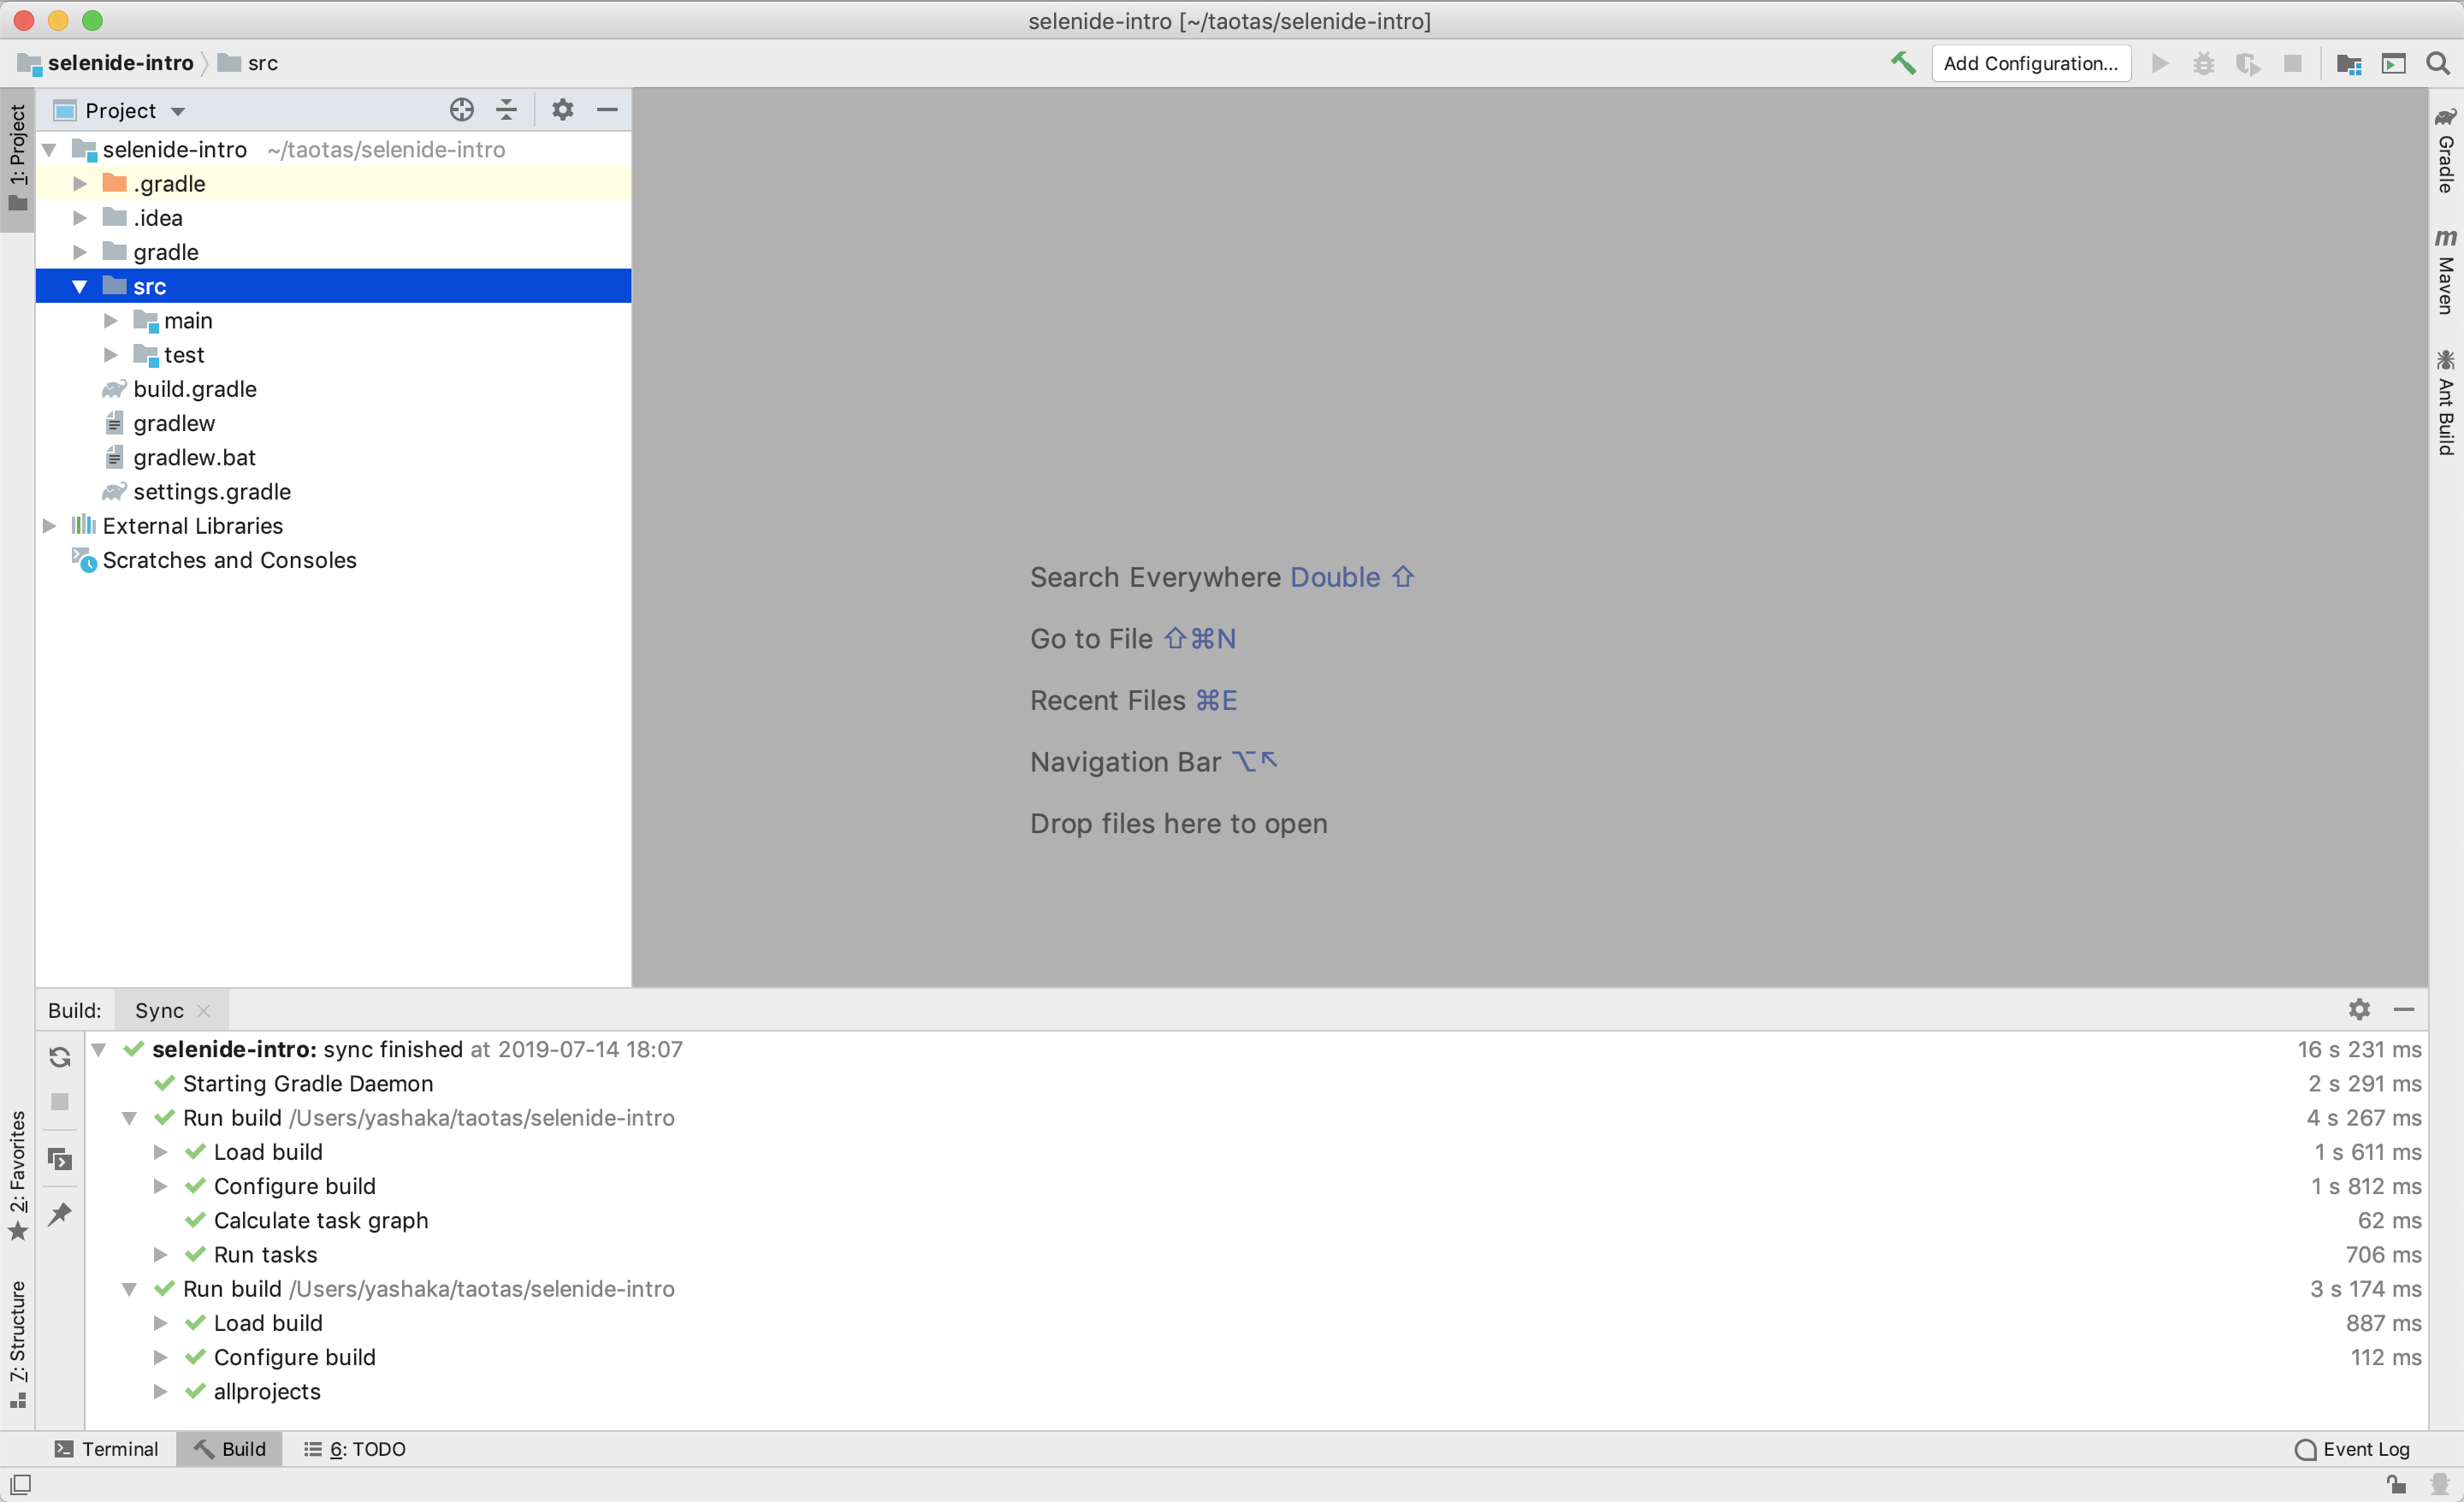 selenide-intro [~/taotas/selenide-intro]
selenide-intro src
Add Configuration...
1: Project
Project
selenide-intro ~/taotas/selenide-intro
.gradle
.idea
gradle
src
main
test
build.gradle
gradlew
gradlew.bat
settings.gradle
External Libraries
Scratches and Consoles
Search Everywhere Double ⇧
Go to File ⇧⌘N
Recent Files ⌘E
Navigation Bar ⌥↖
Drop files here to open
Gradle
m Maven
Ant Build
Build: Sync
selenide-intro: sync finished at 2019-07-14 18:07 16 s 231 ms
Starting Gradle Daemon 2 s 291 ms
Run build /Users/yashaka/taotas/selenide-intro 4 s 267 ms
Load build 1 s 611 ms
Configure build 1 s 812 ms
Calculate task graph 62 ms
Run tasks 706 ms
Run build /Users/yashaka/taotas/selenide-intro 3 s 174 ms
Load build 887 ms
Configure build 112 ms
allprojects
2: Favorites
7: Structure
Terminal Build 6: TODO Event Log